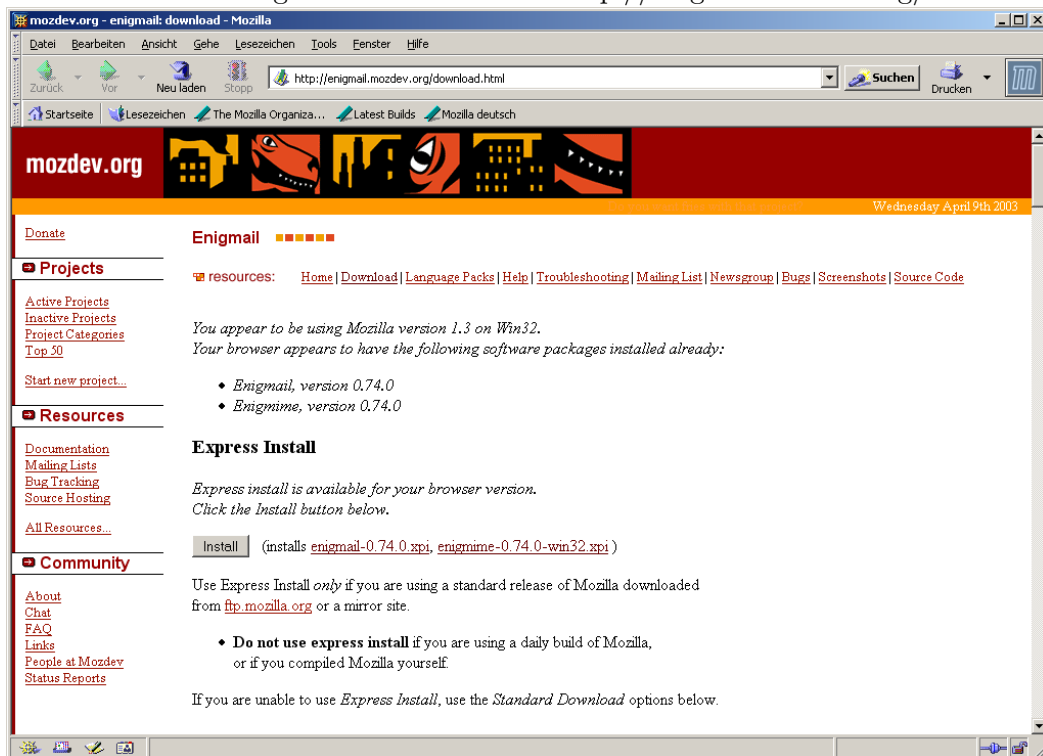 mozdev.org - enigmail: download - Mozilla
Datei Bearbeiten Ansicht Gehe Lesezeichen Tools Fenster Hilfe
Zurück Vor Neu laden Stopp http://enigmail.mozdev.org/download.html Suchen Drucken
Startseite Lesezeichen The Mozilla Organiza... Latest Builds Mozilla deutsch
mozdev.org
Wednesday April 9th 2003
Donate
Projects
Active Projects
Inactive Projects
Project Categories
Top 50
Start new project...
Resources
Documentation
Mailing Lists
Bug Tracking
Source Hosting
All Resources...
Community
About
Chat
FAQ
Links
People at Mozdev
Status Reports
Enigmail
resources: Home | Download | Language Packs | Help | Troubleshooting | Mailing List | Newsgroup | Bugs | Screenshots | Source Code
You appear to be using Mozilla version 1.3 on Win32.
Your browser appears to have the following software packages installed already:
• Enigmail, version 0.74.0
• Enigmime, version 0.74.0
Express Install
Express install is available for your browser version.
Click the Install button below.
Install (installs enigmail-0.74.0.xpi, enigmime-0.74.0-win32.xpi )
Use Express Install only if you are using a standard release of Mozilla downloaded
from ftp.mozilla.org or a mirror site.
• Do not use express install if you are using a daily build of Mozilla,
or if you compiled Mozilla yourself.
If you are unable to use Express Install, use the Standard Download options below.